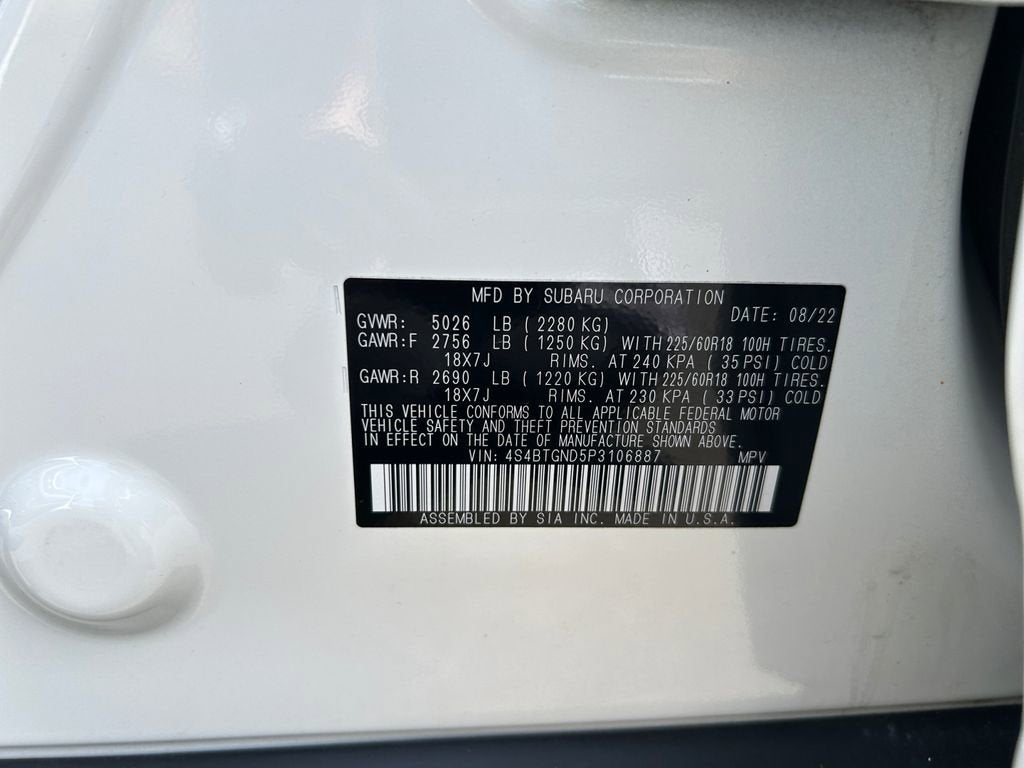 MFD BY SUBARU CORPORATION
DATE: 08/22
GVWR: 5026 LB ( 2280 KG)
GAWR:F 2756 LB ( 1250 KG) WITH 225/60R18 100H TIRES.
18X7J RIMS. AT 240 KPA ( 35 PSI) COLD
GAWR:R 2690 LB ( 1220 KG) WITH 225/60R18 100H TIRES.
18X7J RIMS. AT 230 KPA ( 33 PSI) COLD
THIS VEHICLE CONFORMS TO ALL APPLICABLE FEDERAL MOTOR
VEHICLE SAFETY AND THEFT PREVENTION STANDARDS
IN EFFECT ON THE DATE OF MANUFACTURE SHOWN ABOVE.
VIN: 4S4BTGND5P3106887 MPV
ASSEMBLED BY SIA INC. MADE IN U.S.A.